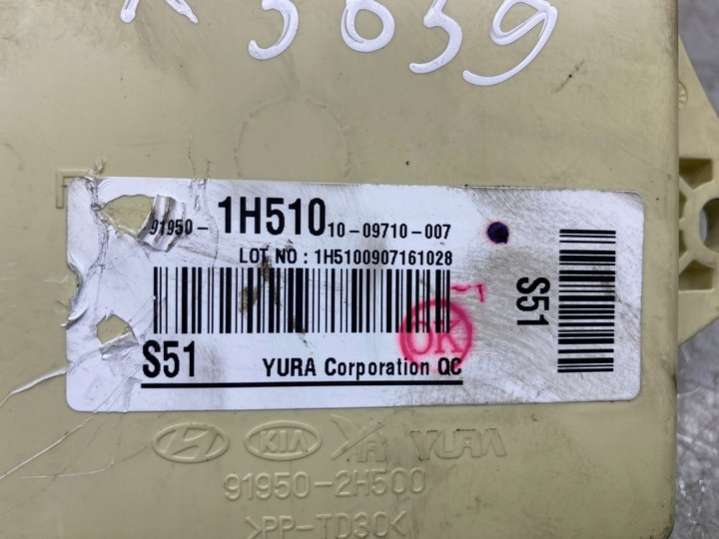 K 3639
91950-1H510 10-09710-007
LOT NO : 1H5100907161028
S51
YURA Corporation QC
OK
S51
KIA YURA
91950-2H500
>PP-TD30<